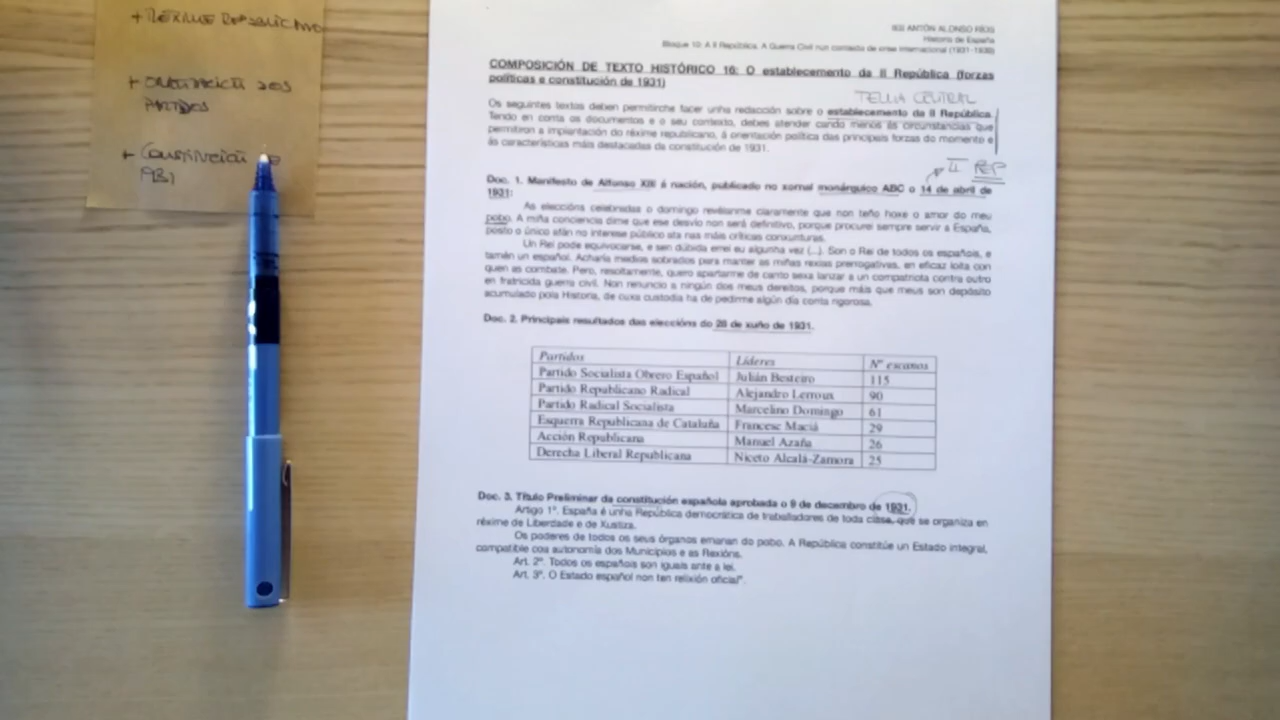 + RÉXIME REPUBLICANO
+ ORIENTACIÓN DOS
PARTIDOS
+ CONSTITUCIÓN
1931
IES ANTÓN ALONSO RÍOS
Historia de España
Bloque 10: A II República. A Guerra Civil nun contexto de crise internacional (1931-1939)
COMPOSICIÓN DE TEXTO HISTÓRICO 16: O establecemento da II República (forzas
políticas e constitución de 1931)
TEMA CENTRAL
Os seguintes textos deben permitirche facer unha redacción sobre o establecemento da II República.
Tendo en conta os documentos e o seu contexto, debes atender cando menos ás circunstancias que
permitiron a implantación do réxime republicano, á orientación política das principais forzas do momento e
ás características máis destacadas da constitución de 1931.
II REP
Doc. 1. Manifesto de Alfonso XIII á nación, publicado no xornal monárquico ABC o 14 de abril de
1931:
As eleccións celebradas o domingo revélanme claramente que non teño hoxe o amor do meu
pobo. A miña conciencia dime que ese desvío non será definitivo, porque procurei sempre servir a España,
posto o único afán no interese público ata nas máis críticas conxunturas.
Un Rei pode equivocarse, e sen dúbida errei eu algunha vez (...). Son o Rei de todos os españois, e
tamén un español. Acharía medios sobrados para manter as miñas rexias prerrogativas, en eficaz loita con
quen as combate. Pero, resoltamente, quero apartarme de canto sexa lanzar a un compatriota contra outro
en fratricida guerra civil. Non renuncio a ningún dos meus dereitos, porque máis que meus son depósito
acumulado pola Historia, de cuxa custodia ha de pedirme algún día conta rigorosa.
Doc. 2. Principais resultados das eleccións do 28 de xuño de 1931.
Partidos Líderes Nº escanos
Partido Socialista Obrero Español Julián Besteiro 115
Partido Republicano Radical Alejandro Lerroux 90
Partido Radical Socialista Marcelino Domingo 61
Esquerra Republicana de Cataluña Francesc Maciá 29
Acción Republicana Manuel Azaña 26
Derecha Liberal Republicana Niceto Alcalá-Zamora 25
Doc. 3. Título Preliminar da constitución española aprobada o 9 de decembro de 1931.
Artigo 1º. España é unha República democrática de traballadores de toda clase, que se organiza en
réxime de Liberdade e de Xustiza.
Os poderes de todos os seus órganos emanan do pobo. A República constitúe un Estado integral,
compatible coa autonomía dos Municipios e as Rexións.
Art. 2º. Todos os españois son iguais ante a lei.
Art. 3º. O Estado español non ten relixión oficial".